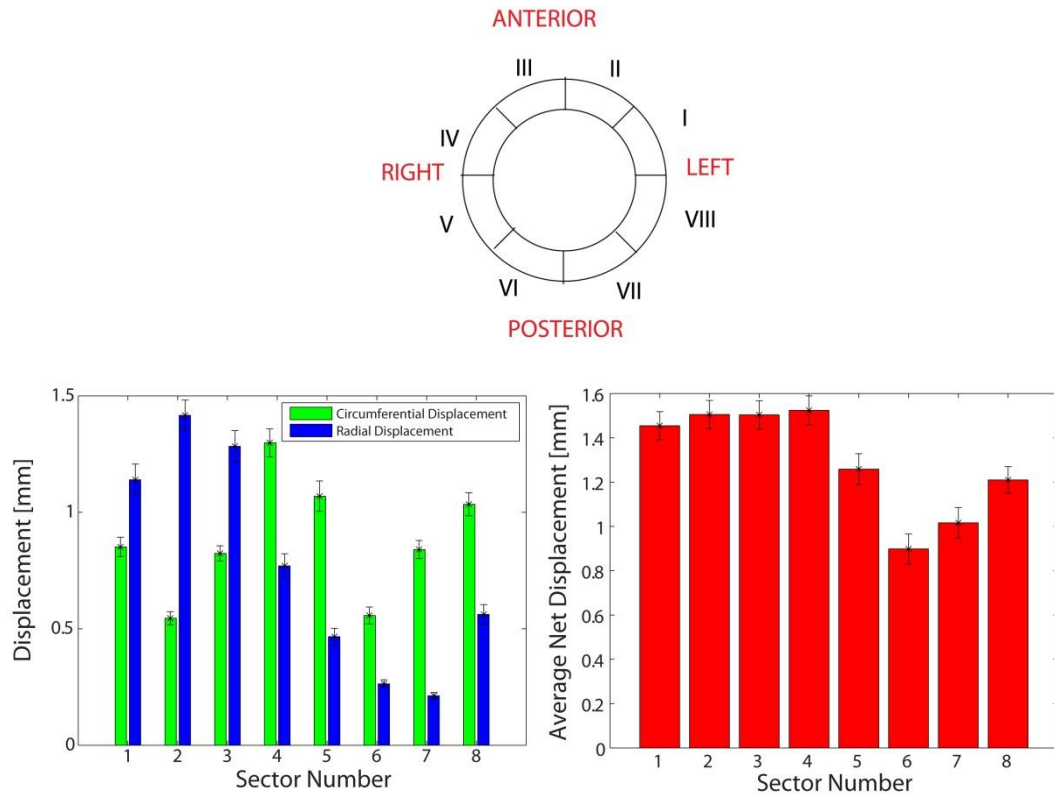 ANTERIOR
III II
IV I
RIGHT LEFT
V VIII
VI VII
POSTERIOR
1.5
1
0.5
0
Displacement [mm]
Circumferential Displacement
Radial Displacement
1 2 3 4 5 6 7 8
Sector Number
1.6
1.4
1.2
1
0.8
0.6
0.4
0.2
0
Average Net Displacement [mm]
1 2 3 4 5 6 7 8
Sector Number